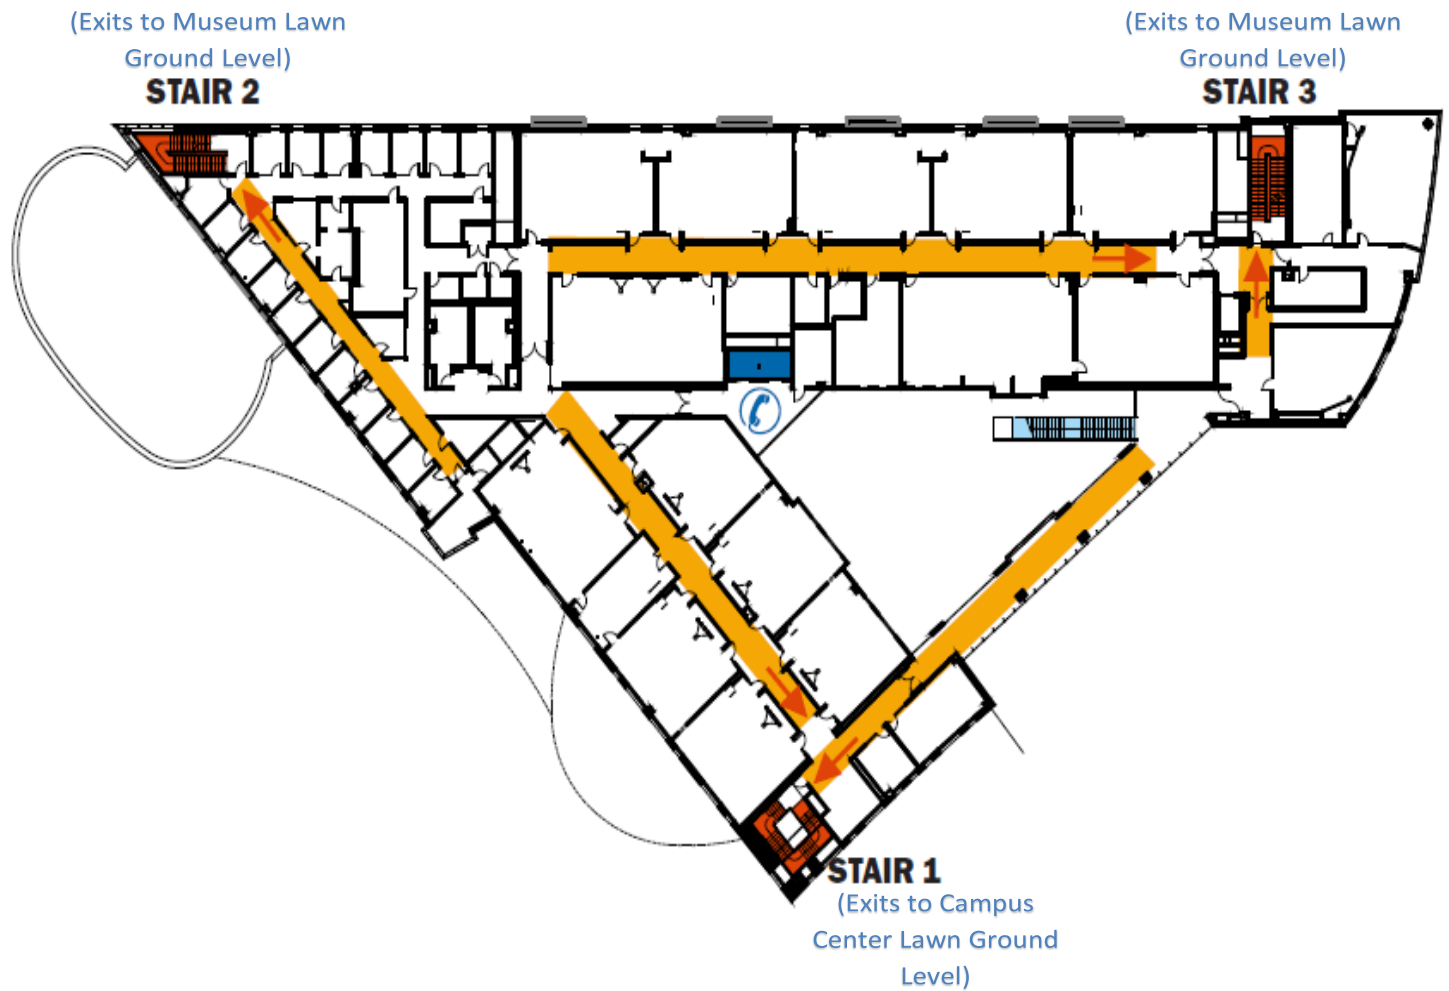 (Exits to Museum Lawn
Ground Level)
STAIR 2
(Exits to Museum Lawn
Ground Level)
STAIR 3
STAIR 1
(Exits to Campus
Center Lawn Ground
Level)